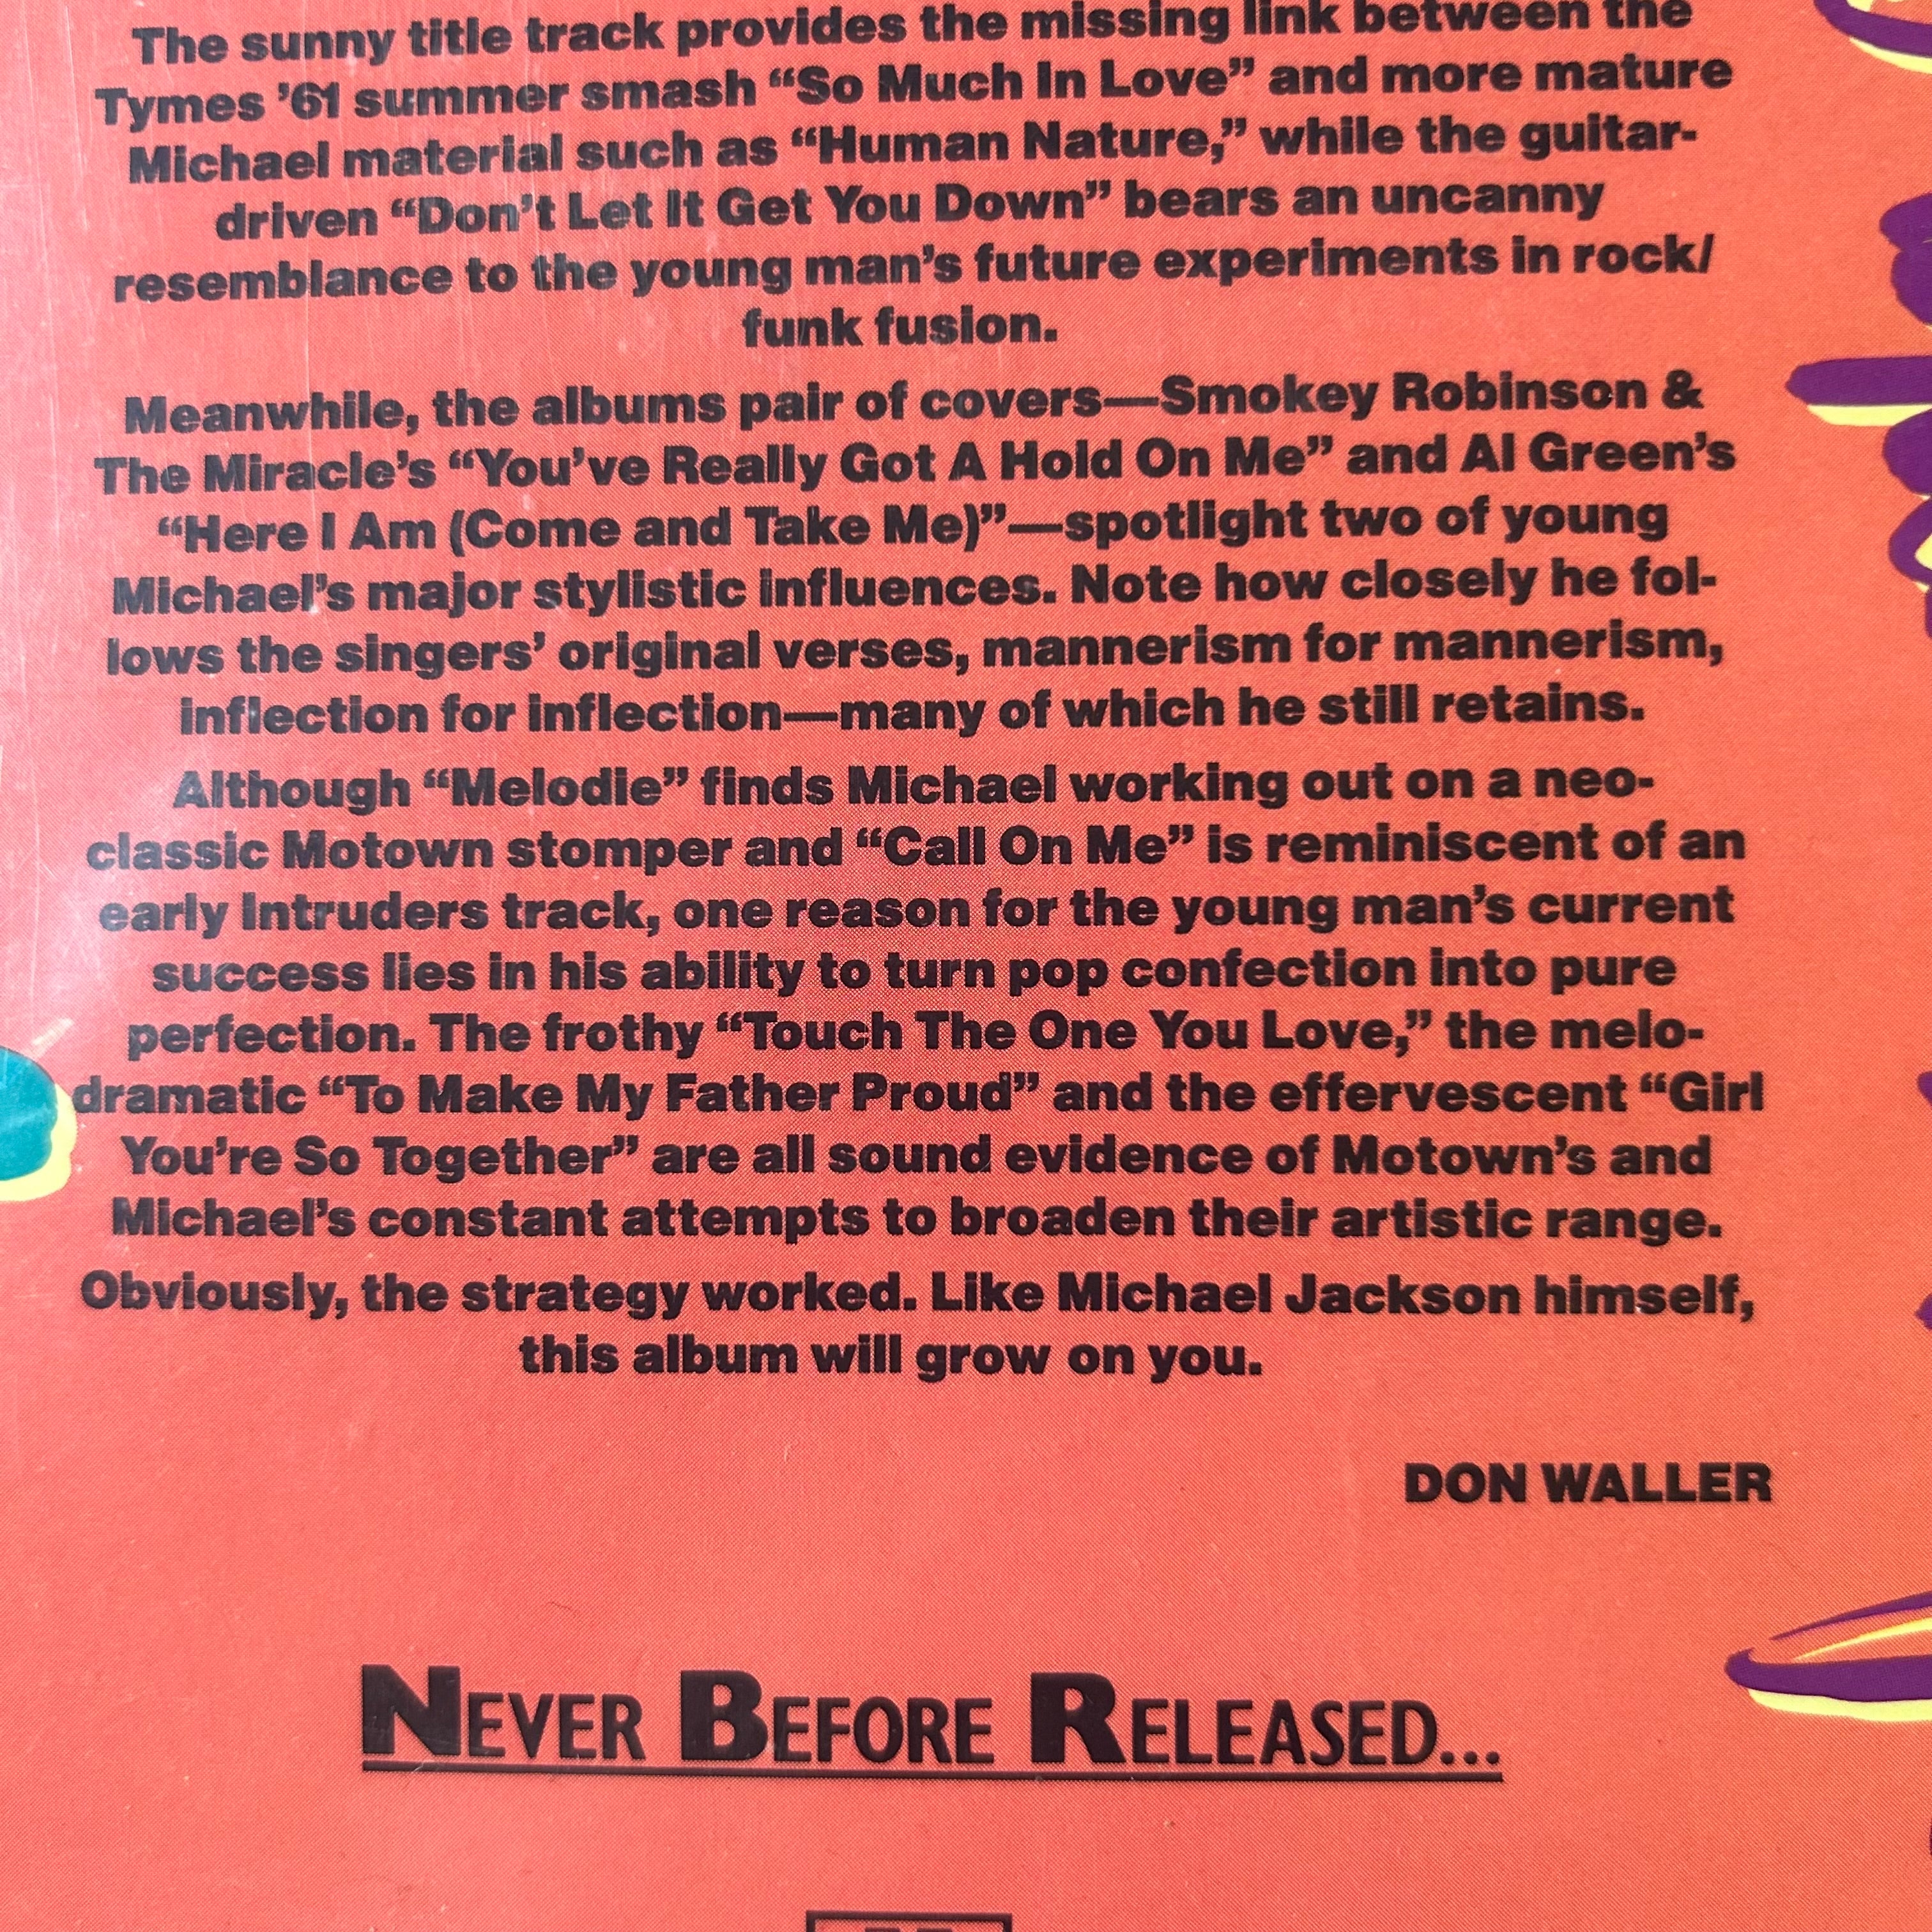 The sunny title track provides the missing link between the
Tymes '61 summer smash “So Much In Love” and more mature
Michael material such as “Human Nature,” while the guitar-
driven “Don't Let It Get You Down” bears an uncanny
resemblance to the young man's future experiments in rock/
funk fusion.
Meanwhile, the albums pair of covers—Smokey Robinson &
The Miracle's “You've Really Got A Hold On Me” and Al Green's
“Here I Am (Come and Take Me)”—spotlight two of young
Michael's major stylistic influences. Note how closely he fol-
lows the singers' original verses, mannerism for mannerism,
inflection for inflection—many of which he still retains.
Although “Melodie” finds Michael working out on a neo-
classic Motown stomper and “Call On Me” is reminiscent of an
early Intruders track, one reason for the young man's current
success lies in his ability to turn pop confection into pure
perfection. The frothy “Touch The One You Love,” the melo-
dramatic “To Make My Father Proud” and the effervescent “Girl
You're So Together” are all sound evidence of Motown's and
Michael's constant attempts to broaden their artistic range.
Obviously, the strategy worked. Like Michael Jackson himself,
this album will grow on you.
DON WALLER
NEVER BEFORE RELEASED...